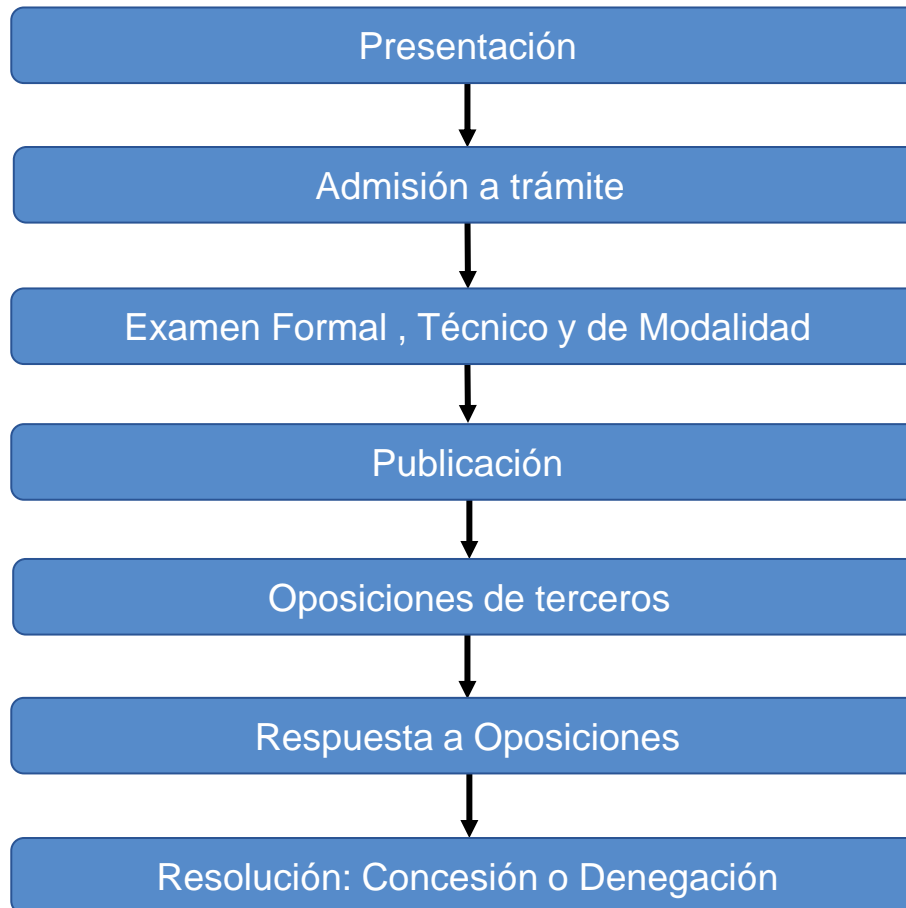 Presentación
Admisión a trámite
Examen Formal , Técnico y de Modalidad
Publicación
Oposiciones de terceros
Respuesta a Oposiciones
Resolución: Concesión o Denegación